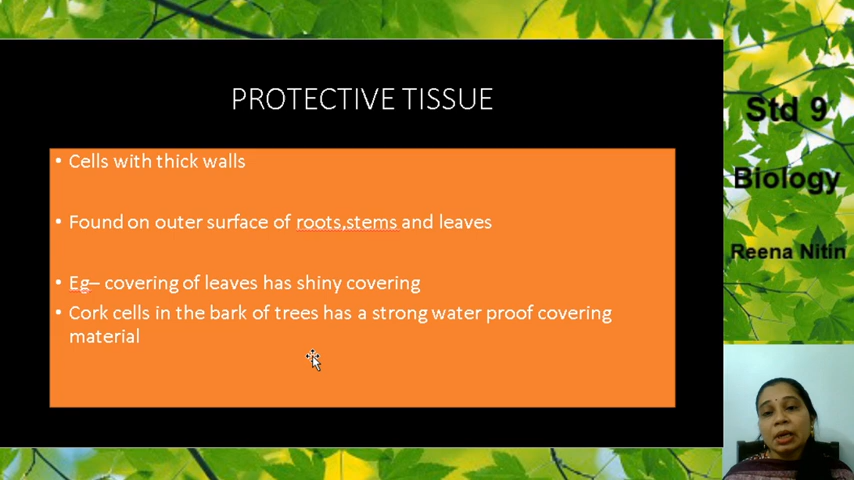 PROTECTIVE TISSUE
• Cells with thick walls
• Found on outer surface of roots,stems and leaves
• Eg– covering of leaves has shiny covering
• Cork cells in the bark of trees has a strong water proof covering
material
Std 9
Biology
Reena Nitin